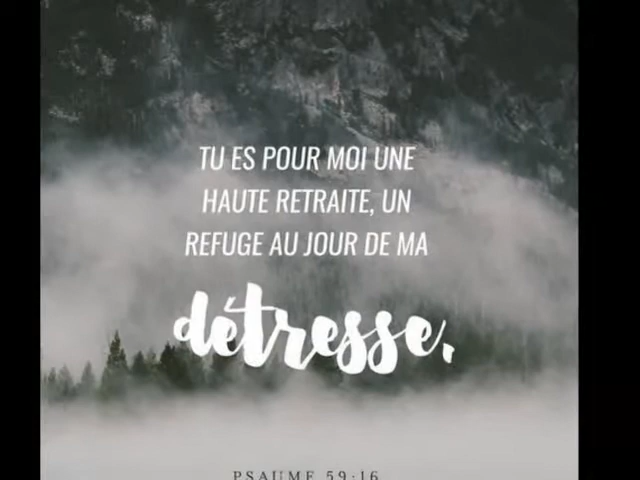 TU ES POUR MOI UNE
HAUTE RETRAITE, UN
REFUGE AU JOUR DE MA
détresse.
PSAUME 59:16